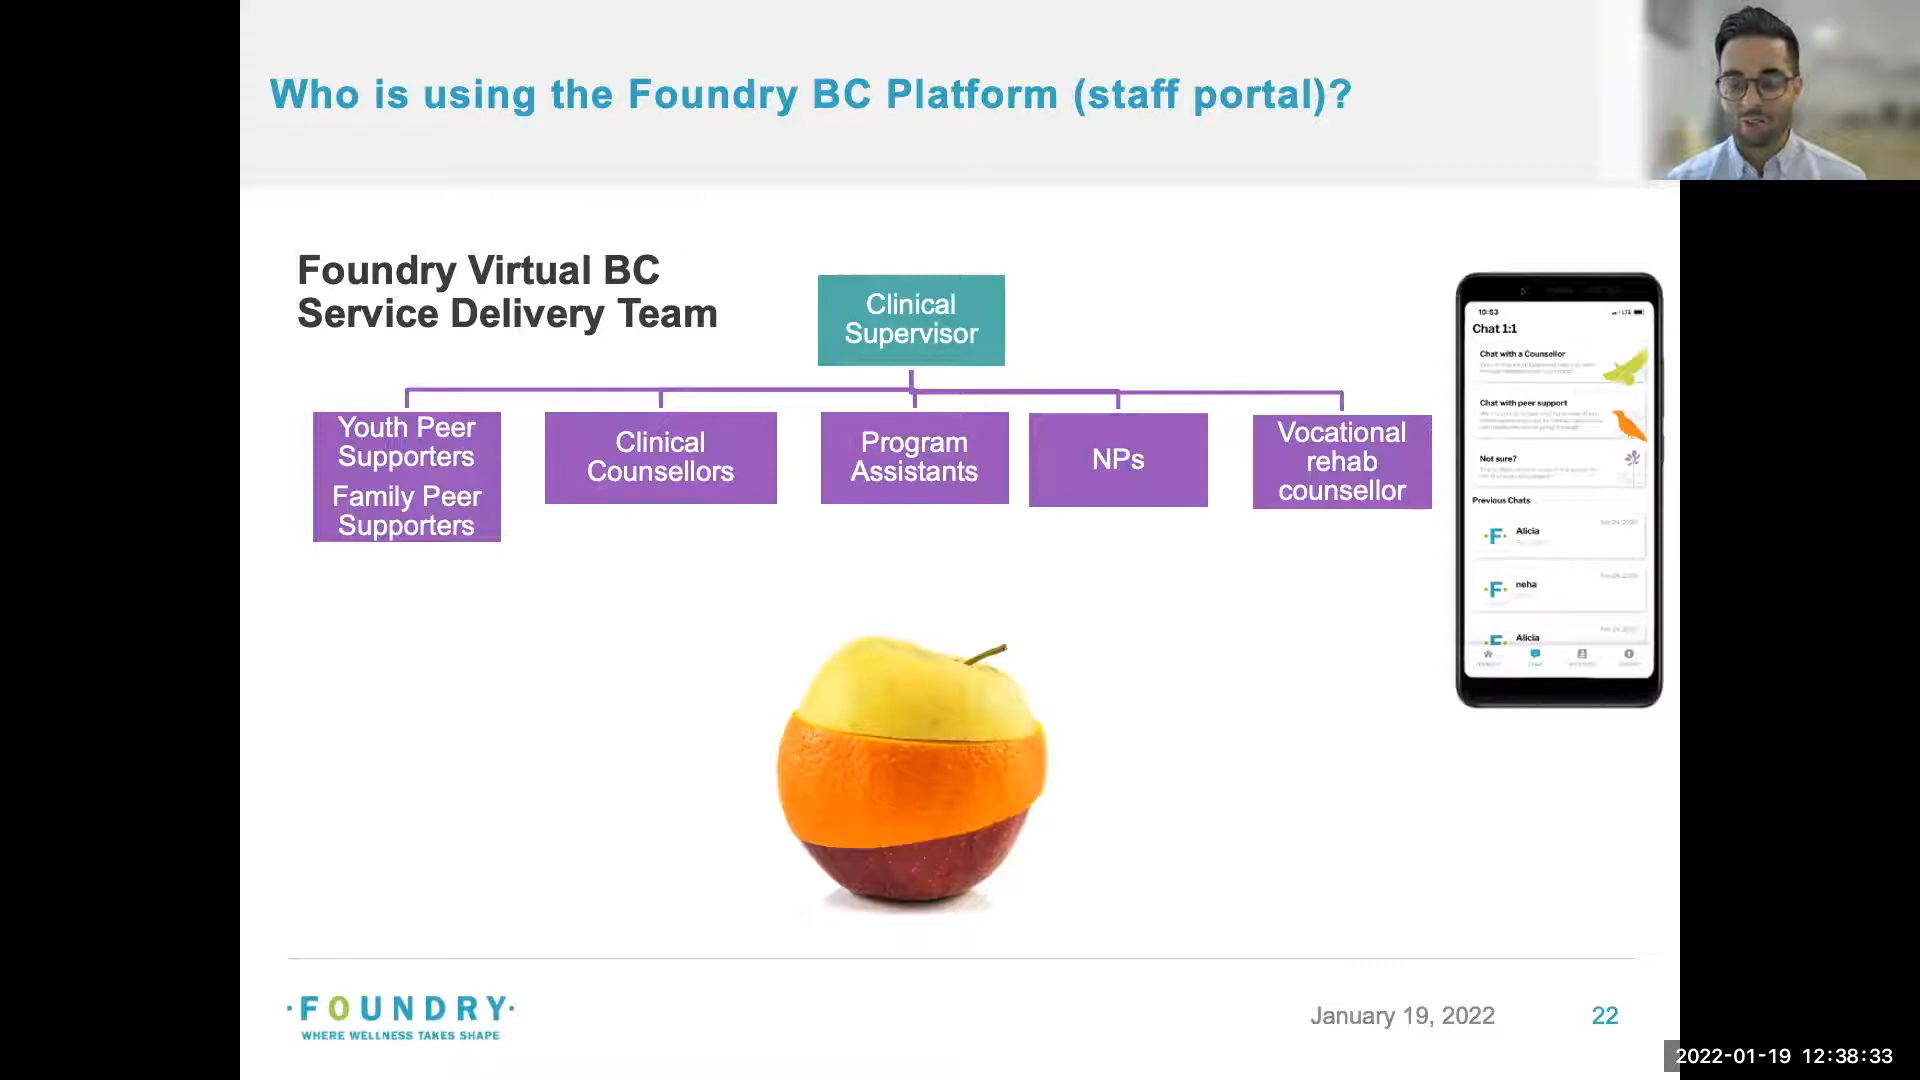 Who is using the Foundry BC Platform (staff portal)?
Foundry Virtual BC
Service Delivery Team
Clinical
Supervisor
Youth Peer
Supporters
Family Peer
Supporters
Clinical
Counsellors
Program
Assistants
NPs
Vocational
rehab
counsellor
10:53
LTE
Chat 1:1
Chat with a Counsellor
Chat with peer support
Not sure?
Previous Chats
F
Alicia
F
neha
F
Alicia
FOUNDRY
WHERE WELLNESS TAKES SHAPE
January 19, 2022
22
2022-01-19 12:38:33